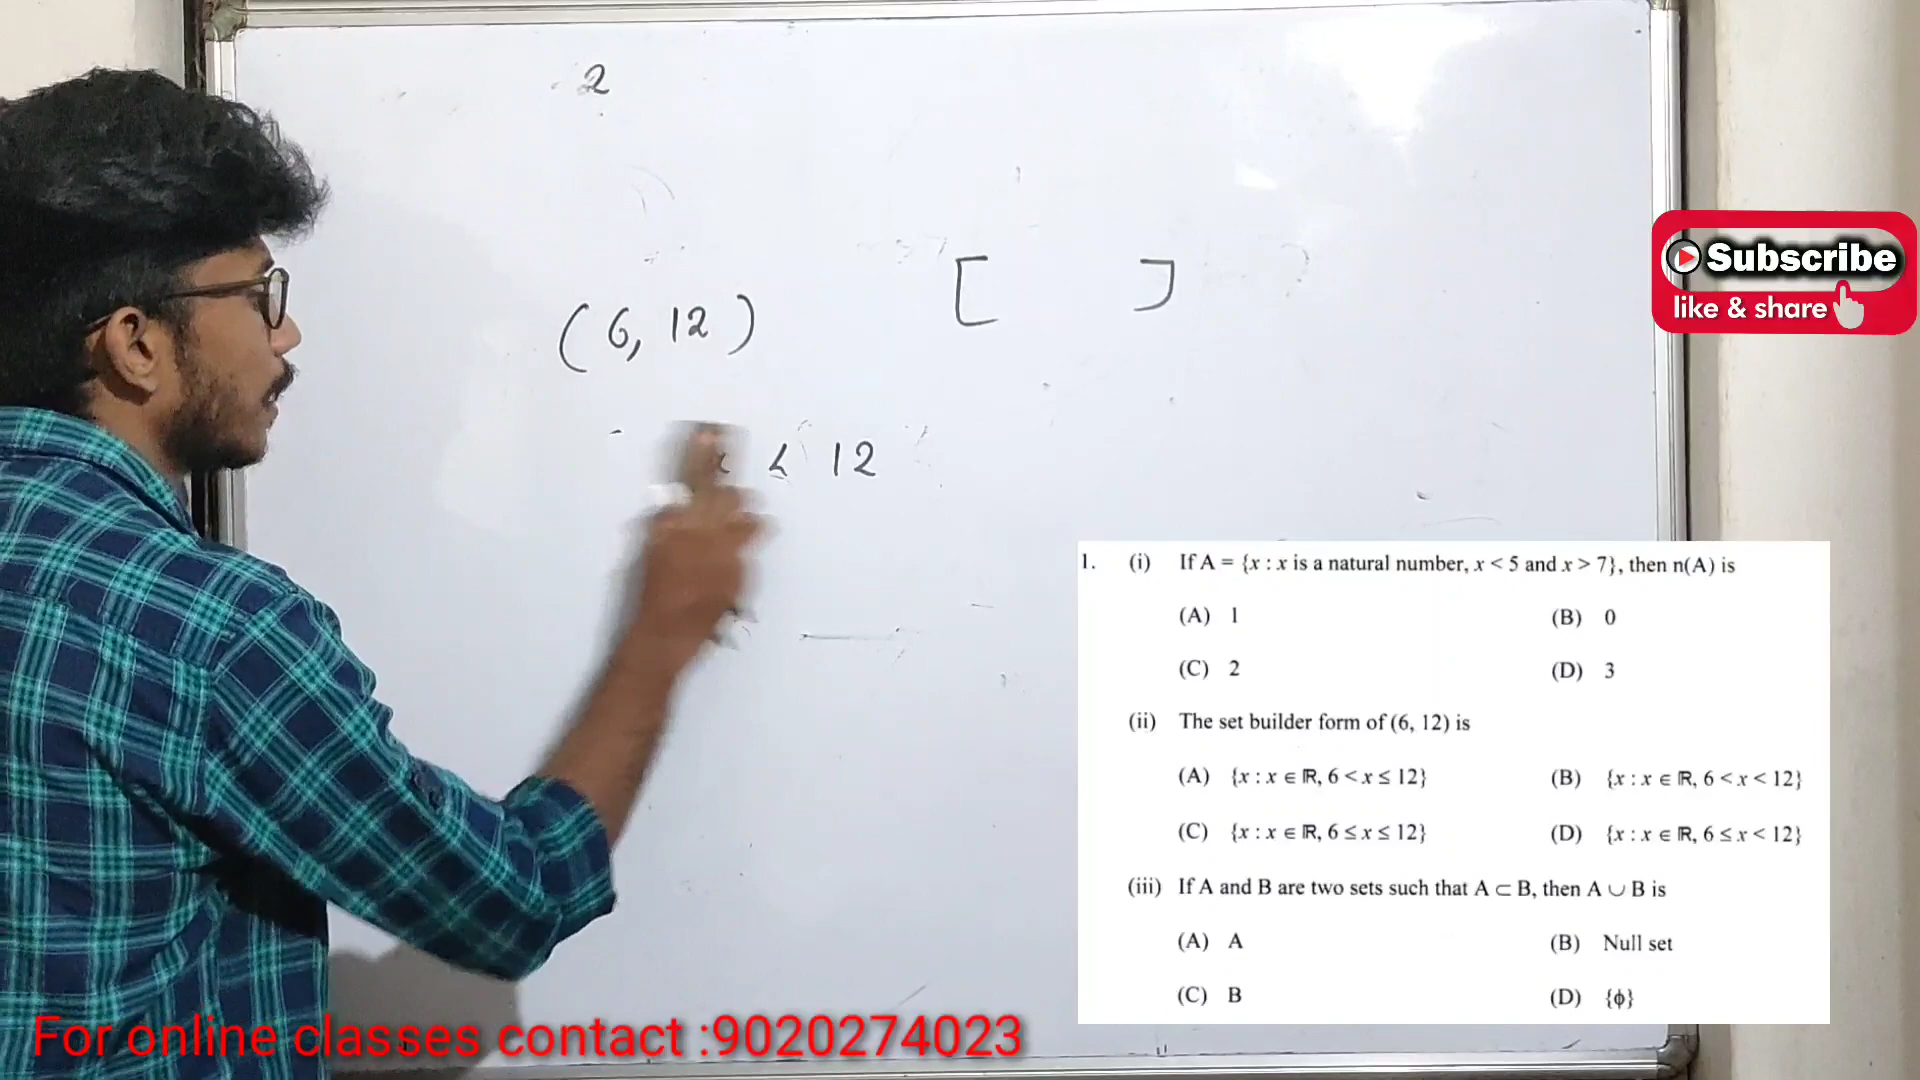 2
( 6, 12 )
[ ]
x < 12
Subscribe
like & share
1. (i) If A = {x : x is a natural number, x < 5 and x > 7}, then n(A) is
(A) 1 (B) 0
(C) 2 (D) 3
(ii) The set builder form of (6, 12) is
(A) {x : x ∈ ℝ, 6 < x ≤ 12} (B) {x : x ∈ ℝ, 6 < x < 12}
(C) {x : x ∈ ℝ, 6 ≤ x ≤ 12} (D) {x : x ∈ ℝ, 6 ≤ x < 12}
(iii) If A and B are two sets such that A ⊂ B, then A ∪ B is
(A) A (B) Null set
(C) B (D) {ϕ}
For online classes contact :9020274023